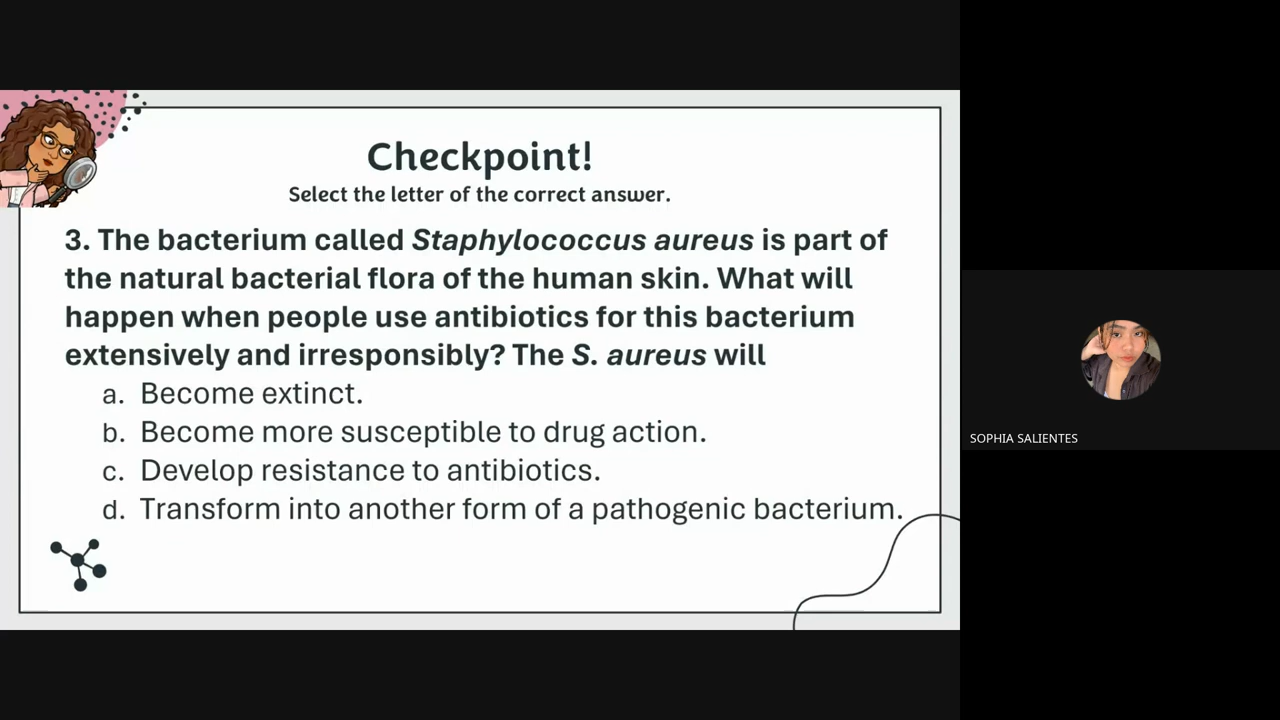 Checkpoint!
Select the letter of the correct answer.
3. The bacterium called Staphylococcus aureus is part of
the natural bacterial flora of the human skin. What will
happen when people use antibiotics for this bacterium
extensively and irresponsibly? The S. aureus will
a. Become extinct.
b. Become more susceptible to drug action.
c. Develop resistance to antibiotics.
d. Transform into another form of a pathogenic bacterium.
SOPHIA SALIENTES